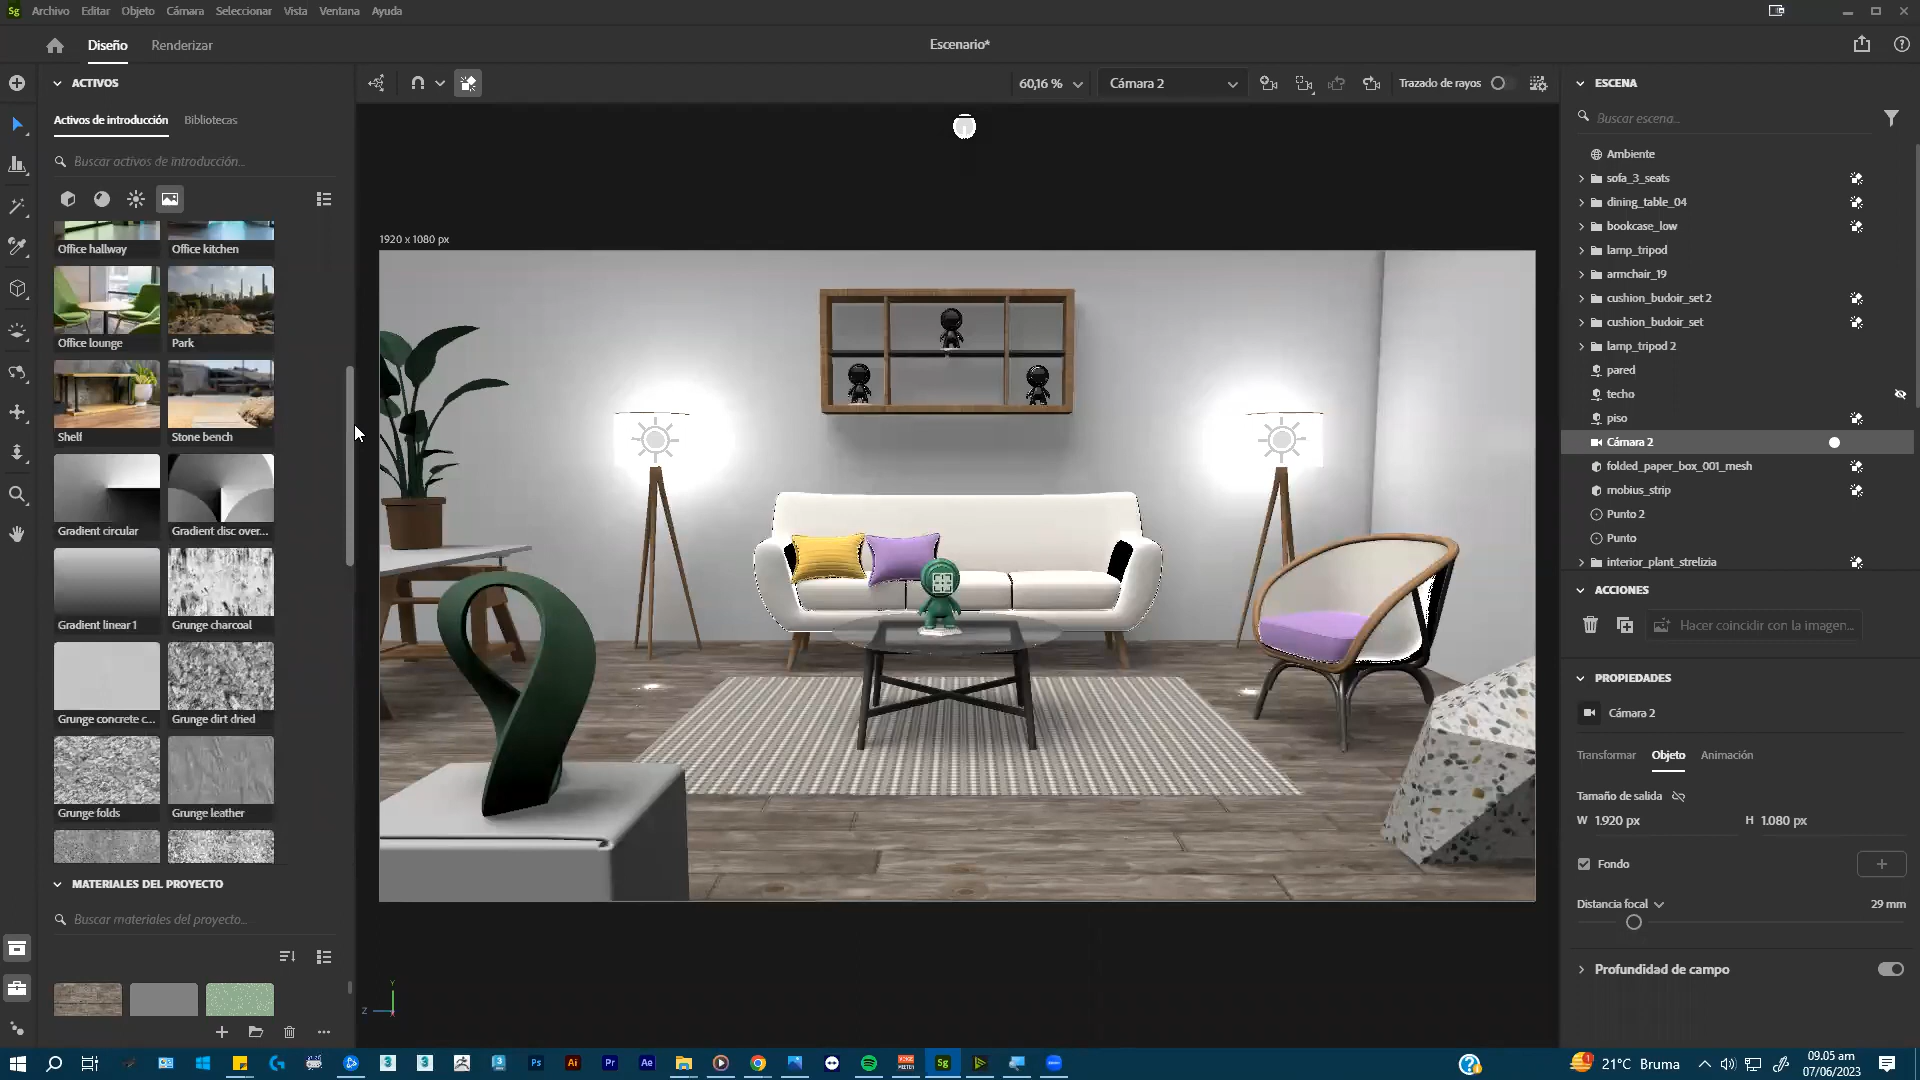 Sg Archivo Editar Objeto Cámara Seleccionar Vista Ventana Ayuda
Diseño Renderizar
Escenario*
ACTIVOS
Activos de introducción Bibliotecas
Buscar activos de introducción...
Office hallway Office kitchen
Office lounge Park
Shelf Stone bench
Gradient circular Gradient disc over...
Gradient linear 1 Grunge charcoal
Grunge concrete c... Grunge dirt dried
Grunge folds Grunge leather
MATERIALES DEL PROYECTO
Buscar materiales del proyecto...
60,16 % Cámara 2 Trazado de rayos
1920 x 1080 px
Y
Z
ESCENA
Buscar escena...
Ambiente
sofa_3_seats
dining_table_04
bookcase_low
lamp_tripod
armchair_19
cushion_budoir_set 2
cushion_budoir_set
lamp_tripod 2
pared
techo
piso
Cámara 2
folded_paper_box_001_mesh
mobius_strip
Punto 2
Punto
interior_plant_strelizia
ACCIONES
Hacer coincidir con la imagen...
PROPIEDADES
Cámara 2
Transformar Objeto Animación
Tamaño de salida
W 1.920 px H 1.080 px
Fondo
Distancia focal 29 mm
Profundidad de campo
Ps Ai Pr Ae Sg
21°C Bruma
09.05 am
07/06/2023